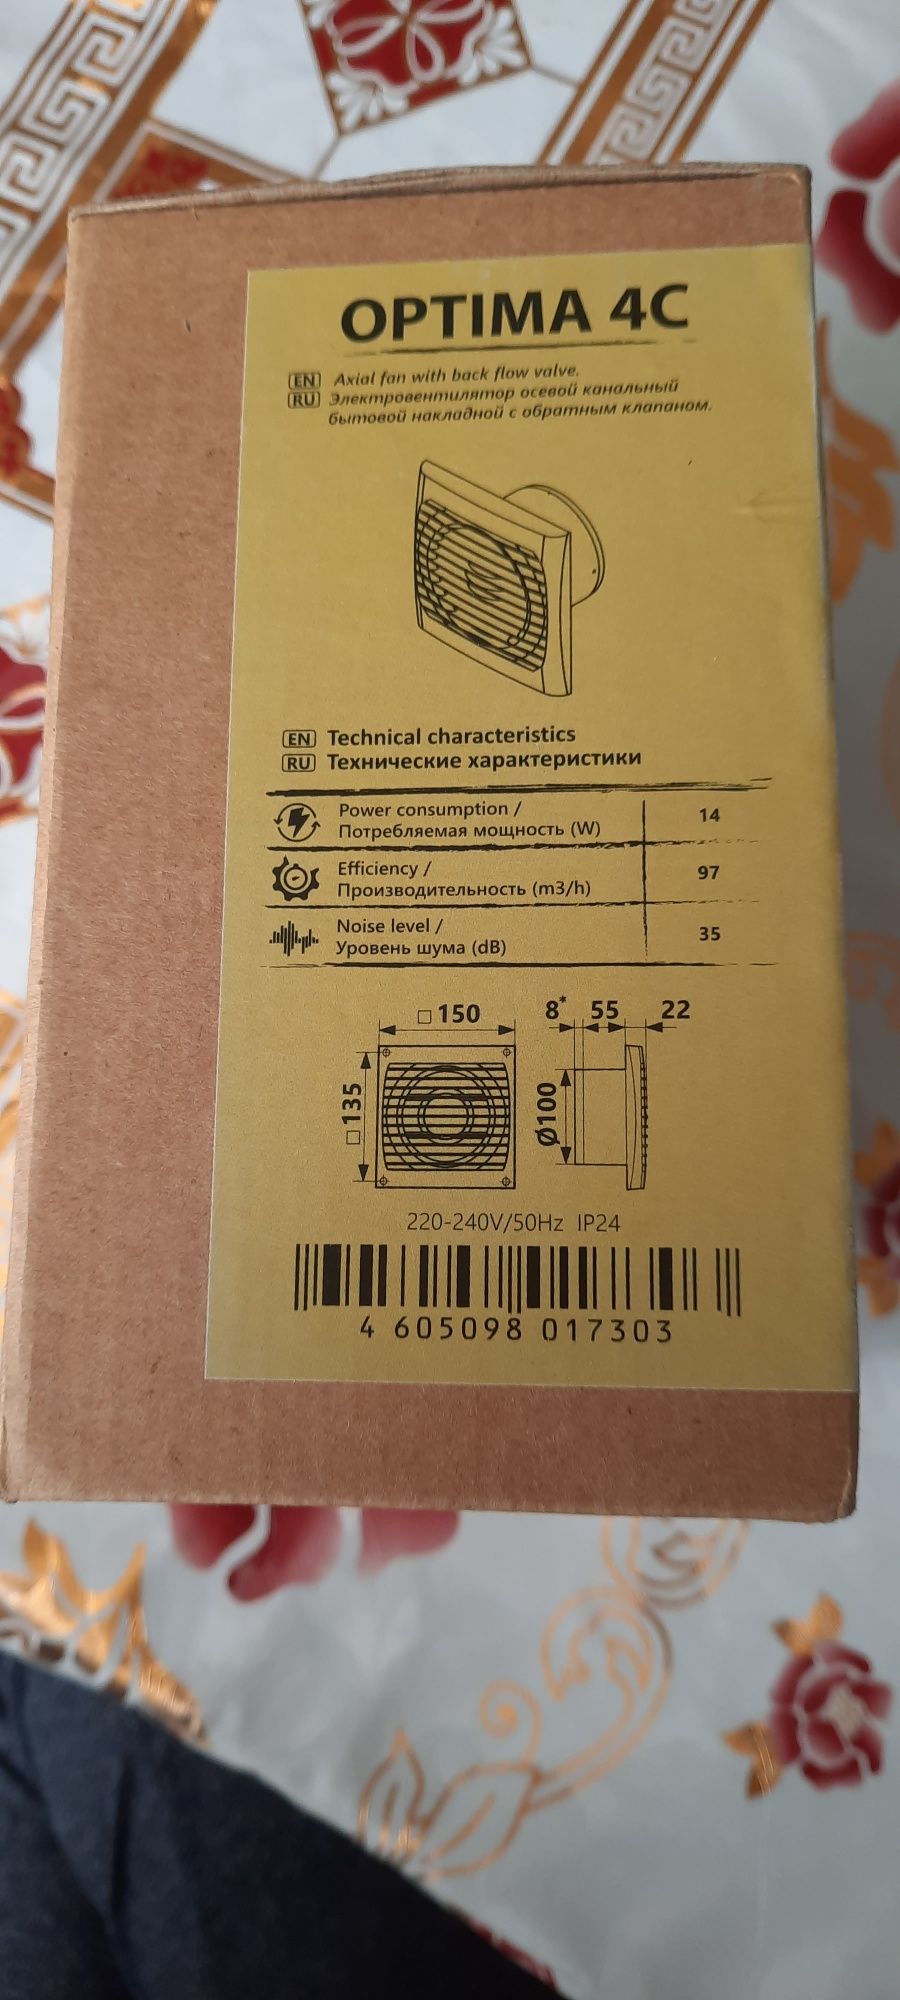 OPTIMA 4C
EN Axial fan with back flow valve.
RU Электровентилятор осевой канальный
бытовой накладной с обратным клапаном.
EN Technical characteristics
RU Технические характеристики
Power consumption /
Потребляемая мощность (W) 14
Efficiency /
Производительность (m3/h) 97
Noise level /
Уровень шума (dB) 35
□ 150 8* 55 22
□ 135 Ø100
220-240V/50Hz IP24
4 605098 017303